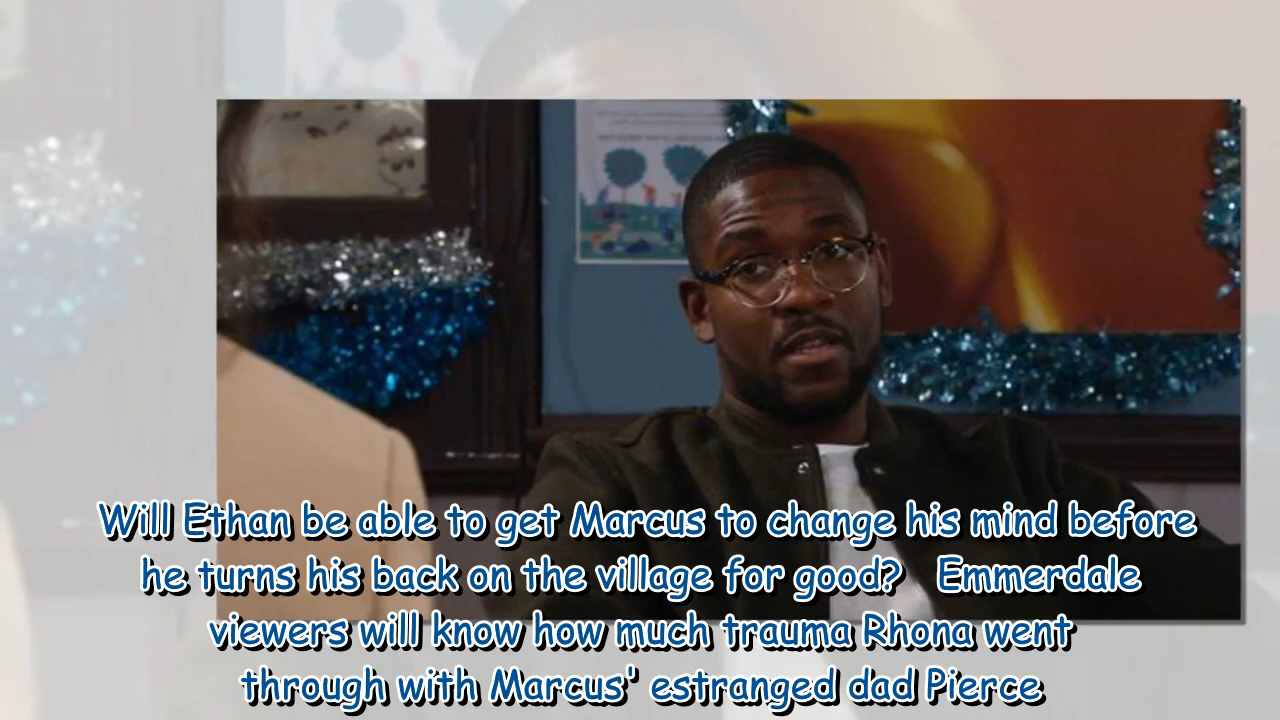 Will Ethan be able to get Marcus to change his mind before
he turns his back on the village for good?   Emmerdale
viewers will know how much trauma Rhona went
through with Marcus' estranged dad Pierce